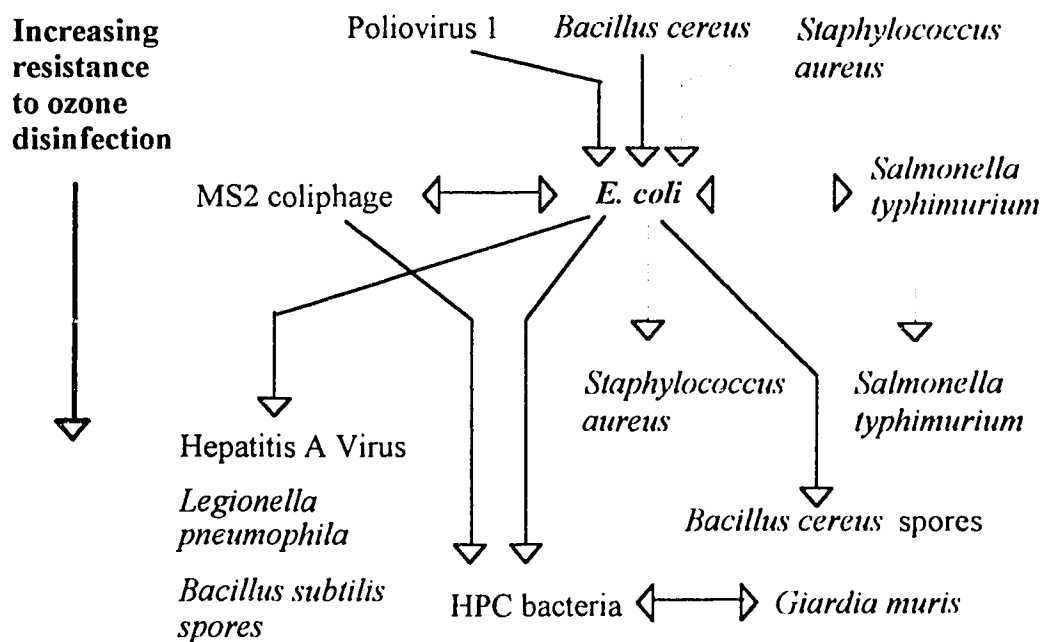 Increasing
resistance
to ozone
disinfection
Poliovirus 1
Bacillus cereus
Staphylococcus
aureus
MS2 coliphage
E. coli
Salmonella
typhimurium
Staphylococcus
aureus
Salmonella
typhimurium
Hepatitis A Virus
Legionella
pneumophila
Bacillus cereus spores
Bacillus subtilis
spores
HPC bacteria
Giardia muris